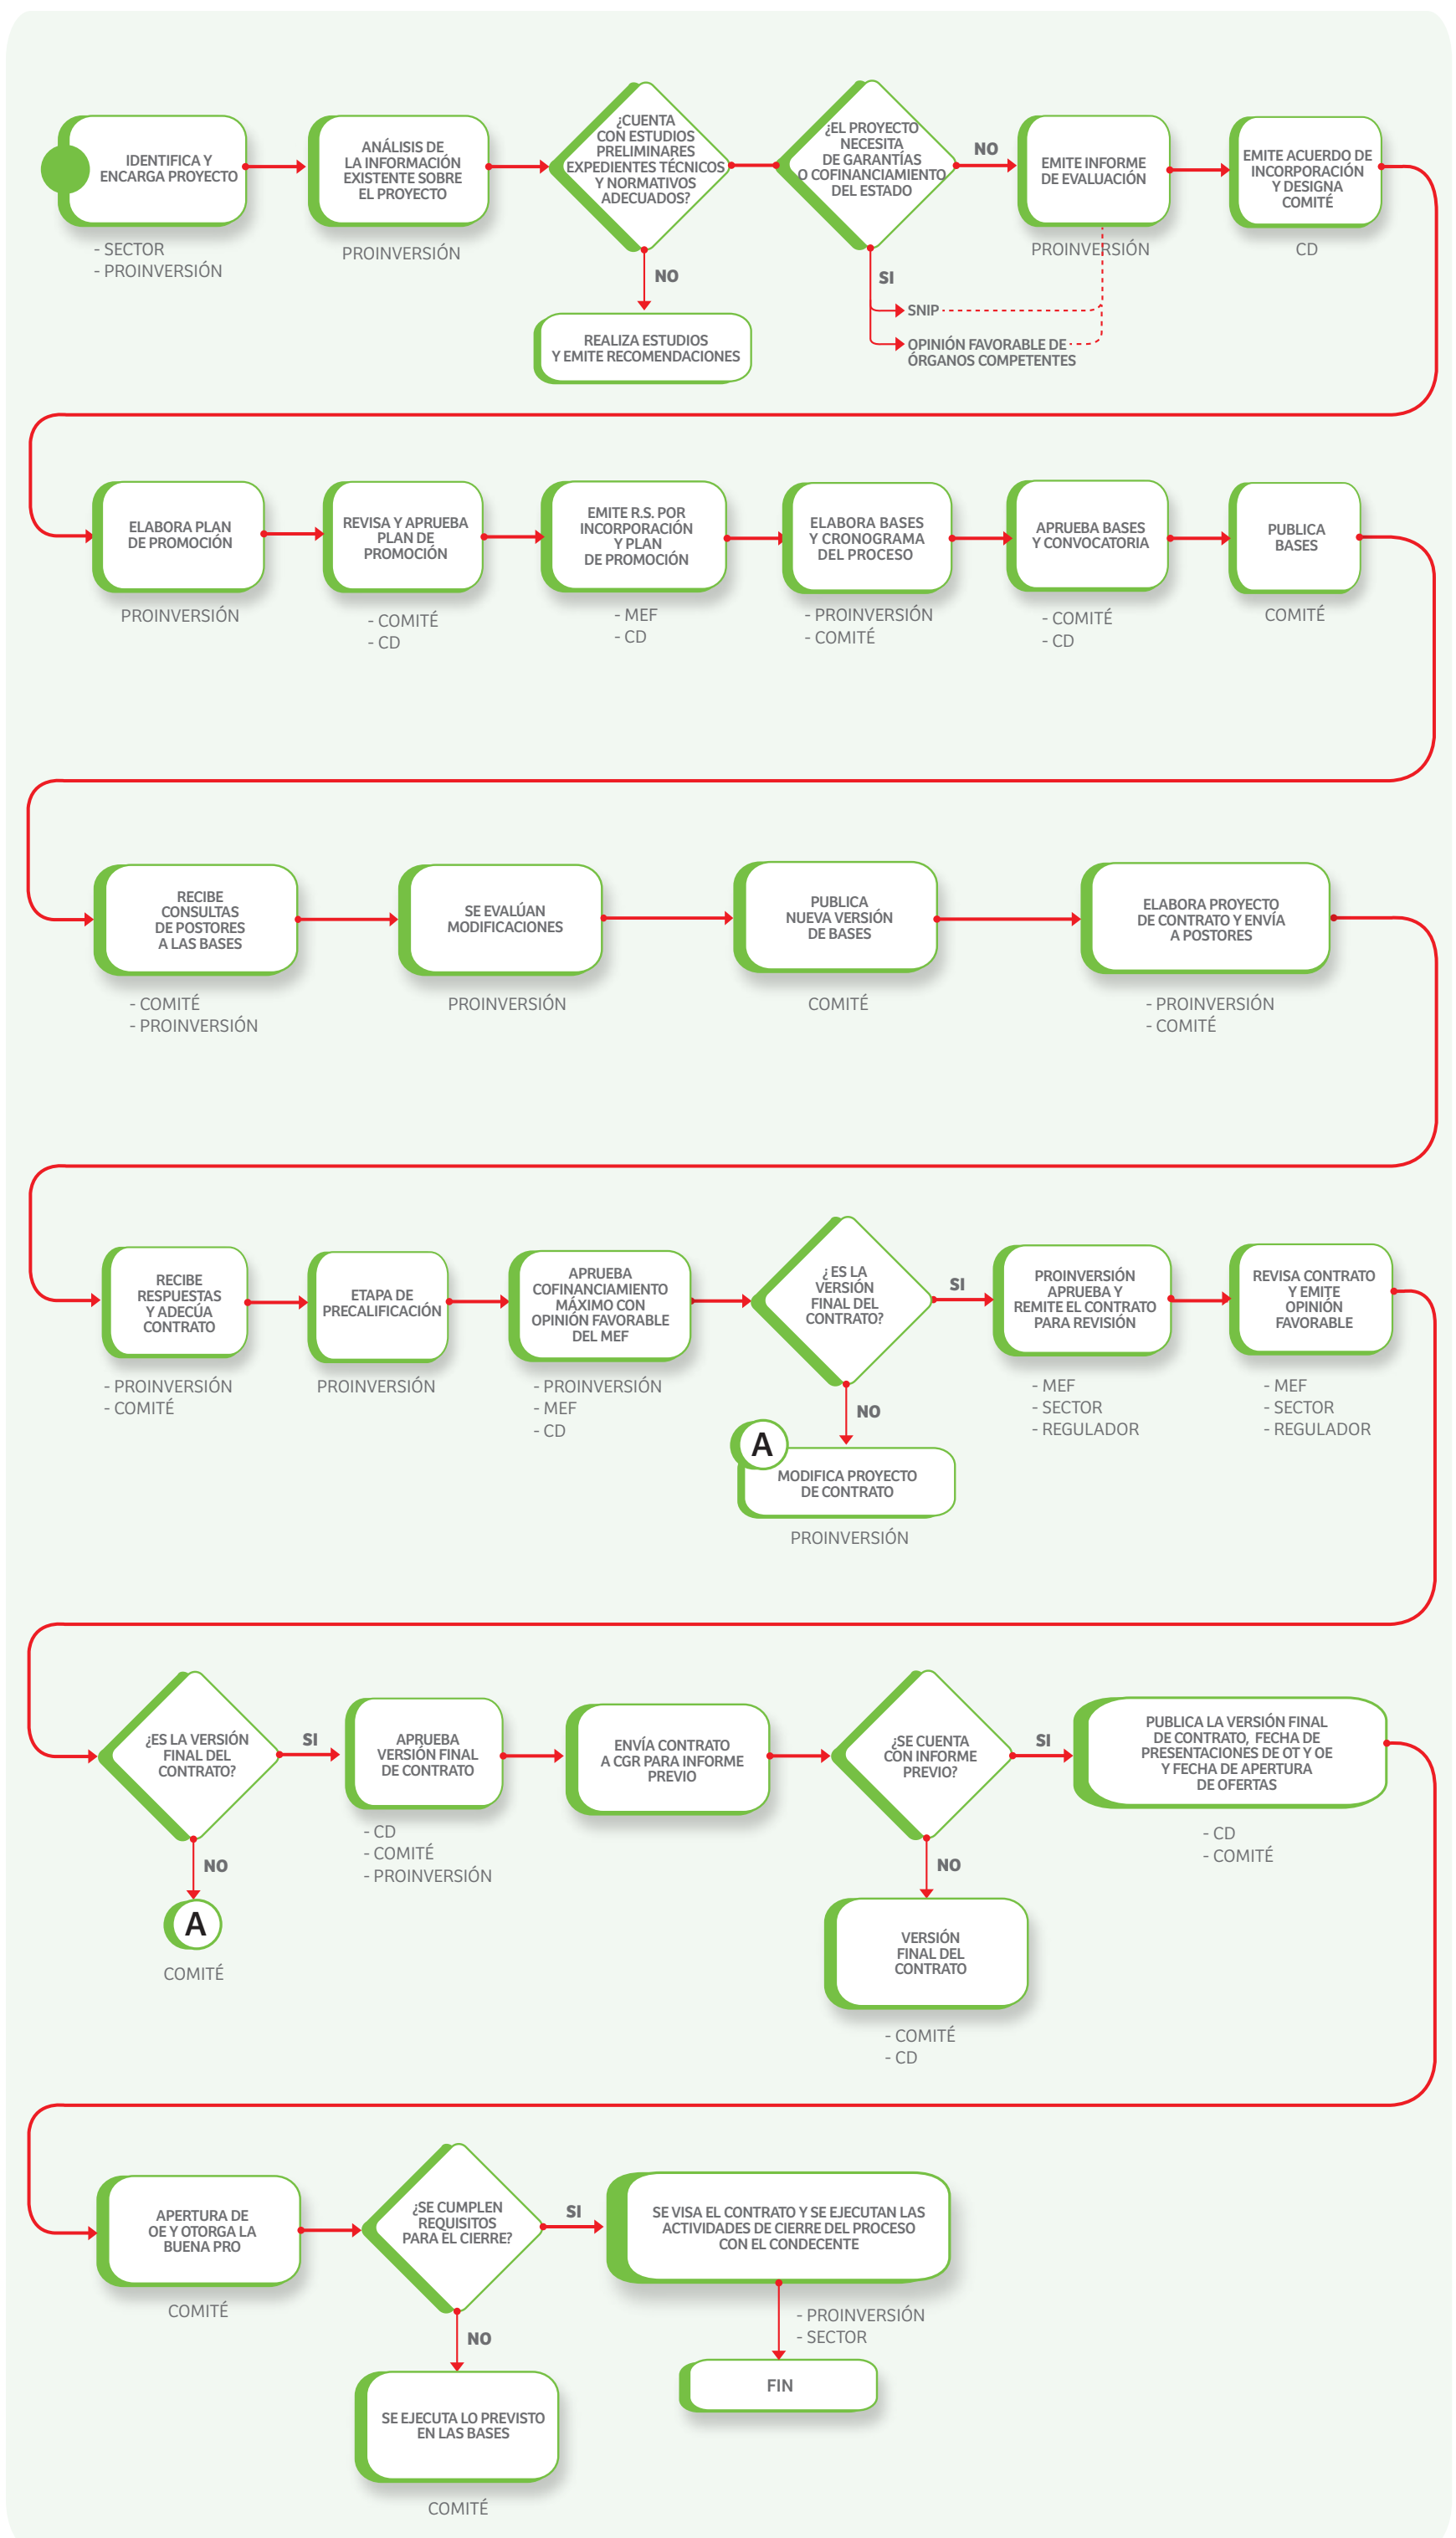 IDENTIFICA Y
ENCARGA PROYECTO
- SECTOR
- PROINVERSIÓN
ANÁLISIS DE
LA INFORMACIÓN
EXISTENTE SOBRE
EL PROYECTO
PROINVERSIÓN
¿CUENTA
CON ESTUDIOS
PRELIMINARES
EXPEDIENTES TÉCNICOS
Y NORMATIVOS
ADECUADOS?
NO
REALIZA ESTUDIOS
Y EMITE RECOMENDACIONES
¿EL PROYECTO
NECESITA
DE GARANTÍAS
O COFINANCIAMIENTO
DEL ESTADO
NO
SI
SNIP
OPINIÓN FAVORABLE DE
ÓRGANOS COMPETENTES
EMITE INFORME
DE EVALUACIÓN
PROINVERSIÓN
EMITE ACUERDO DE
INCORPORACIÓN
Y DESIGNA
COMITÉ
CD
ELABORA PLAN
DE PROMOCIÓN
PROINVERSIÓN
REVISA Y APRUEBA
PLAN DE
PROMOCIÓN
- COMITÉ
- CD
EMITE R.S. POR
INCORPORACIÓN
Y PLAN
DE PROMOCIÓN
- MEF
- CD
ELABORA BASES
Y CRONOGRAMA
DEL PROCESO
- PROINVERSIÓN
- COMITÉ
APRUEBA BASES
Y CONVOCATORIA
- COMITÉ
- CD
PUBLICA
BASES
COMITÉ
RECIBE
CONSULTAS
DE POSTORES
A LAS BASES
- COMITÉ
- PROINVERSIÓN
SE EVALÚAN
MODIFICACIONES
PROINVERSIÓN
PUBLICA
NUEVA VERSIÓN
DE BASES
COMITÉ
ELABORA PROYECTO
DE CONTRATO Y ENVÍA
A POSTORES
- PROINVERSIÓN
- COMITÉ
RECIBE
RESPUESTAS
Y ADECÚA
CONTRATO
- PROINVERSIÓN
- COMITÉ
ETAPA DE
PRECALIFICACIÓN
PROINVERSIÓN
APRUEBA
COFINANCIAMIENTO
MÁXIMO CON
OPINIÓN FAVORABLE
DEL MEF
- PROINVERSIÓN
- MEF
- CD
¿ ES LA
VERSIÓN
FINAL DEL
CONTRATO?
SI
NO
A
MODIFICA PROYECTO
DE CONTRATO
PROINVERSIÓN
PROINVERSIÓN
APRUEBA Y
REMITE EL CONTRATO
PARA REVISIÓN
- MEF
- SECTOR
- REGULADOR
REVISA CONTRATO
Y EMITE
OPINIÓN
FAVORABLE
- MEF
- SECTOR
- REGULADOR
¿ES LA VERSIÓN
FINAL DEL
CONTRATO?
SI
NO
A
COMITÉ
APRUEBA
VERSIÓN FINAL
DE CONTRATO
- CD
- COMITÉ
- PROINVERSIÓN
ENVÍA CONTRATO
A CGR PARA INFORME
PREVIO
¿SE CUENTA
CON INFORME
PREVIO?
SI
NO
VERSIÓN
FINAL DEL
CONTRATO
- COMITÉ
- CD
PUBLICA LA VERSIÓN FINAL
DE CONTRATO, FECHA DE
PRESENTACIONES DE OT Y OE
Y FECHA DE APERTURA
DE OFERTAS
- CD
- COMITÉ
APERTURA DE
OE Y OTORGA LA
BUENA PRO
COMITÉ
¿SE CUMPLEN
REQUISITOS
PARA EL CIERRE?
SI
NO
SE EJECUTA LO PREVISTO
EN LAS BASES
COMITÉ
SE VISA EL CONTRATO Y SE EJECUTAN LAS
ACTIVIDADES DE CIERRE DEL PROCESO
CON EL CONDECENTE
- PROINVERSIÓN
- SECTOR
FIN